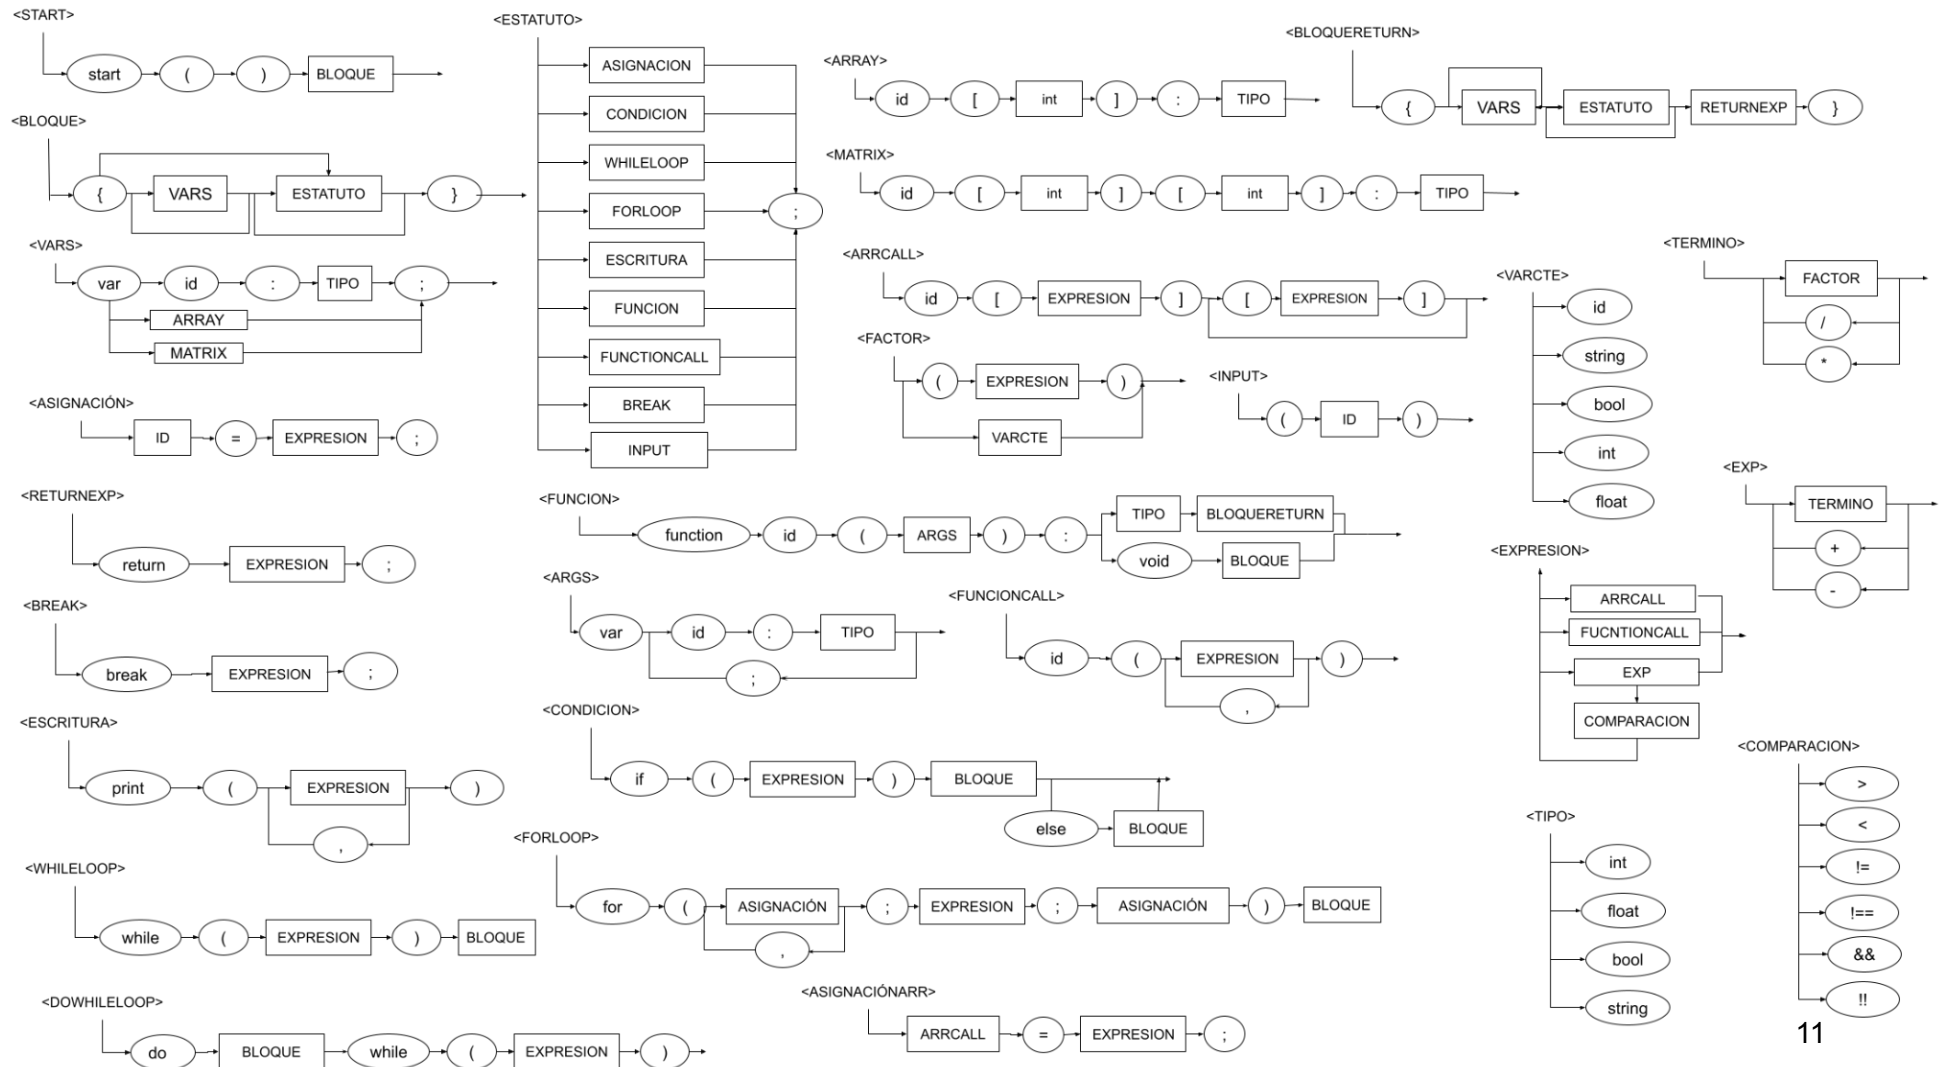 <START>
start ( ) BLOQUE
<BLOQUE>
{ VARS ESTATUTO }
<VARS>
var id : TIPO ;
ARRAY
MATRIX
<ASIGNACIÓN>
ID = EXPRESION ;
<RETURNEXP>
return EXPRESION ;
<BREAK>
break EXPRESION ;
<ESCRITURA>
print ( EXPRESION )
,
<WHILELOOP>
while ( EXPRESION ) BLOQUE
<DOWHILELOOP>
do BLOQUE while ( EXPRESION )
<ESTATUTO>
ASIGNACION
CONDICION
WHILELOOP
FORLOOP ;
ESCRITURA
FUNCION
FUNCTIONCALL
BREAK
INPUT
<FUNCION>
function id ( ARGS ) : TIPO BLOQUERETURN
void BLOQUE
<ARGS>
var id : TIPO
;
<FUNCIONCALL>
id ( EXPRESION )
,
<CONDICION>
if ( EXPRESION ) BLOQUE
else BLOQUE
<FORLOOP>
for ( ASIGNACIÓN ; EXPRESION ; ASIGNACIÓN ) BLOQUE
,
<ASIGNACIÓNARR>
ARRCALL = EXPRESION ;
<ARRAY>
id [ int ] : TIPO
<MATRIX>
id [ int ] [ int ] : TIPO
<ARRCALL>
id [ EXPRESION ] [ EXPRESION ]
<FACTOR>
( EXPRESION )
VARCTE
<INPUT>
( ID )
<BLOQUERETURN>
{ VARS ESTATUTO RETURNEXP }
<VARCTE>
id
string
bool
int
float
<TERMINO>
FACTOR
/
*
<EXP>
TERMINO
+
-
<EXPRESION>
ARRCALL
FUCNTIONCALL
EXP
COMPARACION
<TIPO>
int
float
bool
string
<COMPARACION>
>
<
!=
!==
&&
!!
11